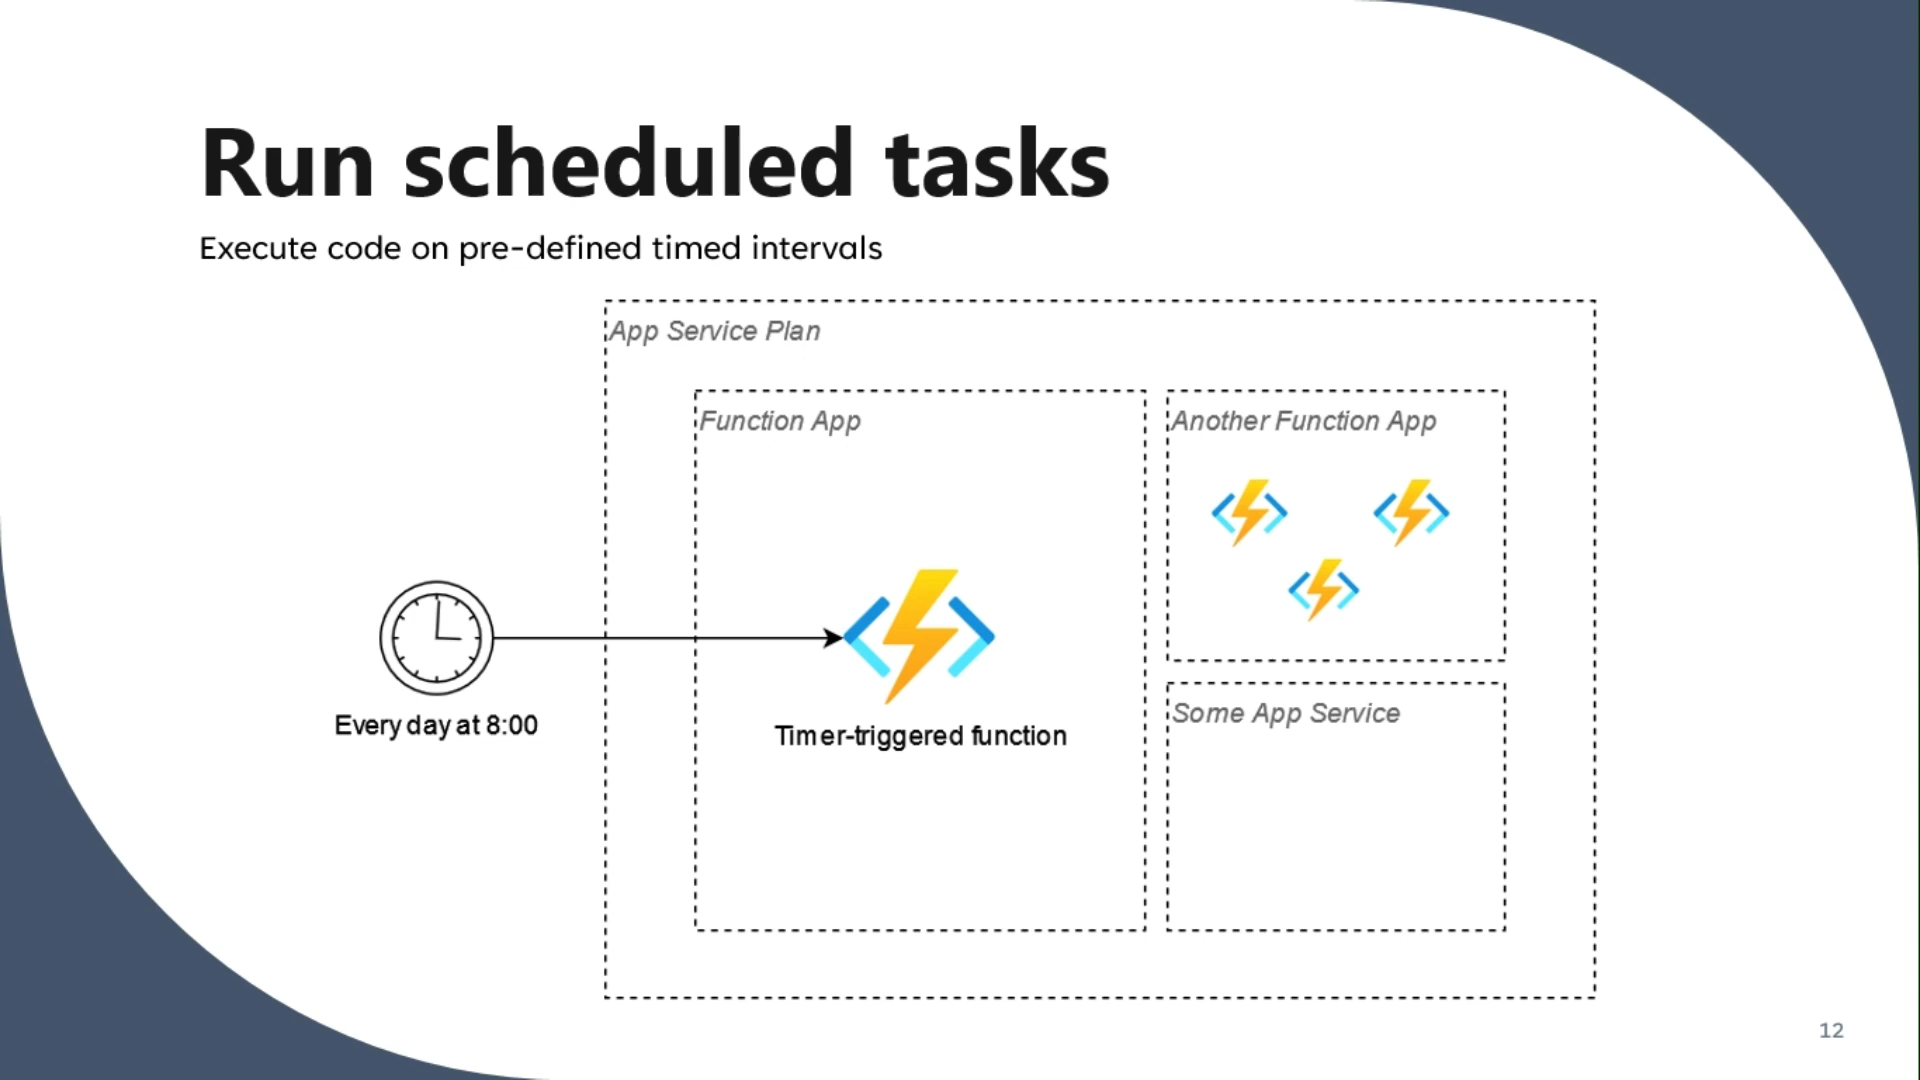 Run scheduled tasks
Execute code on pre-defined timed intervals
App Service Plan
Function App
Another Function App
Every day at 8:00
Timer-triggered function
Some App Service
12